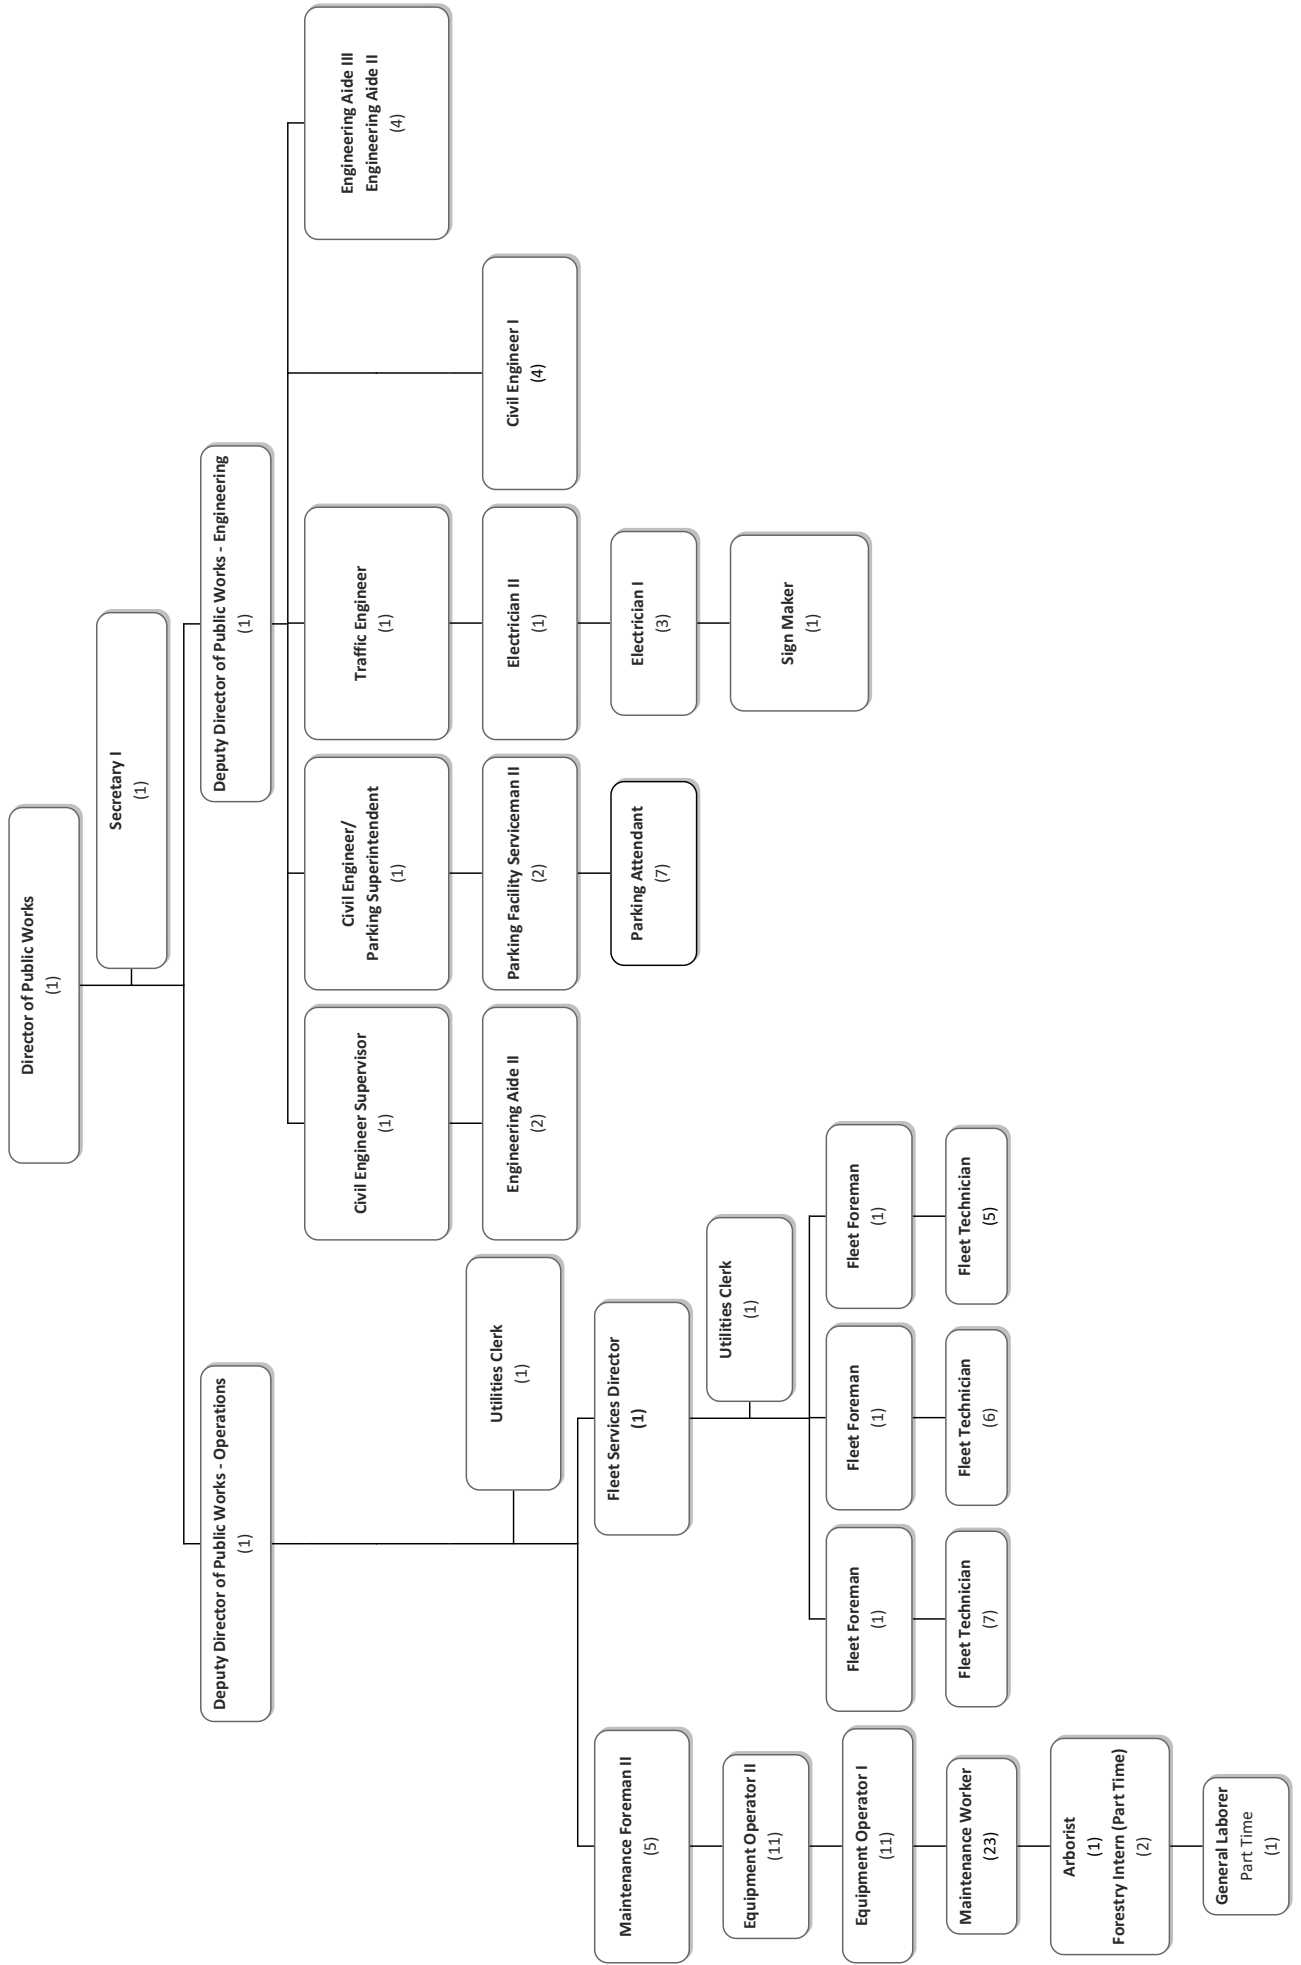 Director of Public Works
(1)
Secretary I
(1)
Deputy Director of Public Works - Operations
(1)
Deputy Director of Public Works - Engineering
(1)
Civil Engineer Supervisor
(1)
Civil Engineer/
Parking Superintendent
(1)
Traffic Engineer
(1)
Engineering Aide III
Engineering Aide II
(4)
Utilities Clerk
(1)
Engineering Aide II
(2)
Parking Facility Serviceman II
(2)
Electrician II
(1)
Civil Engineer I
(4)
Maintenance Foreman II
(5)
Fleet Services Director
(1)
Parking Attendant
(7)
Electrician I
(3)
Equipment Operator II
(11)
Utilities Clerk
(1)
Sign Maker
(1)
Equipment Operator I
(11)
Fleet Foreman
(1)
Fleet Foreman
(1)
Fleet Foreman
(1)
Maintenance Worker
(23)
Fleet Technician
(7)
Fleet Technician
(6)
Fleet Technician
(5)
Arborist
(1)
Forestry Intern (Part Time)
(2)
General Laborer
Part Time
(1)